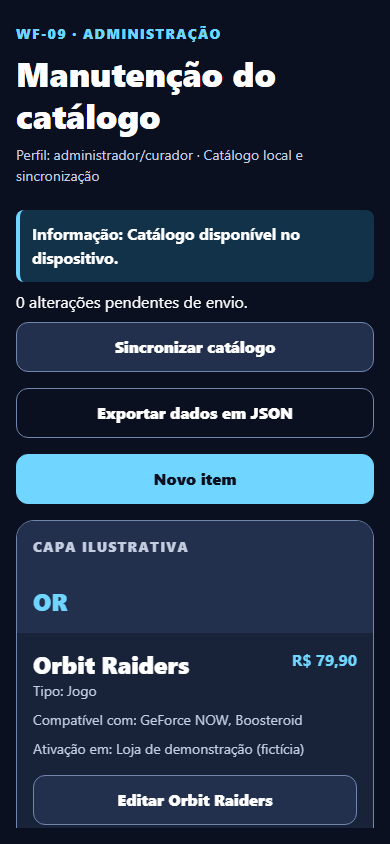 WF-09 · ADMINISTRAÇÃO
Manutenção do
catálogo
Perfil: administrador/curador · Catálogo local e
sincronização
Informação: Catálogo disponível no
dispositivo.
0 alterações pendentes de envio.
Sincronizar catálogo
Exportar dados em JSON
Novo item
CAPA ILUSTRATIVA
OR
Orbit Raiders
R$ 79,90
Tipo: Jogo
Compatível com: GeForce NOW, Boosteroid
Ativação em: Loja de demonstração (fictícia)
Editar Orbit Raiders